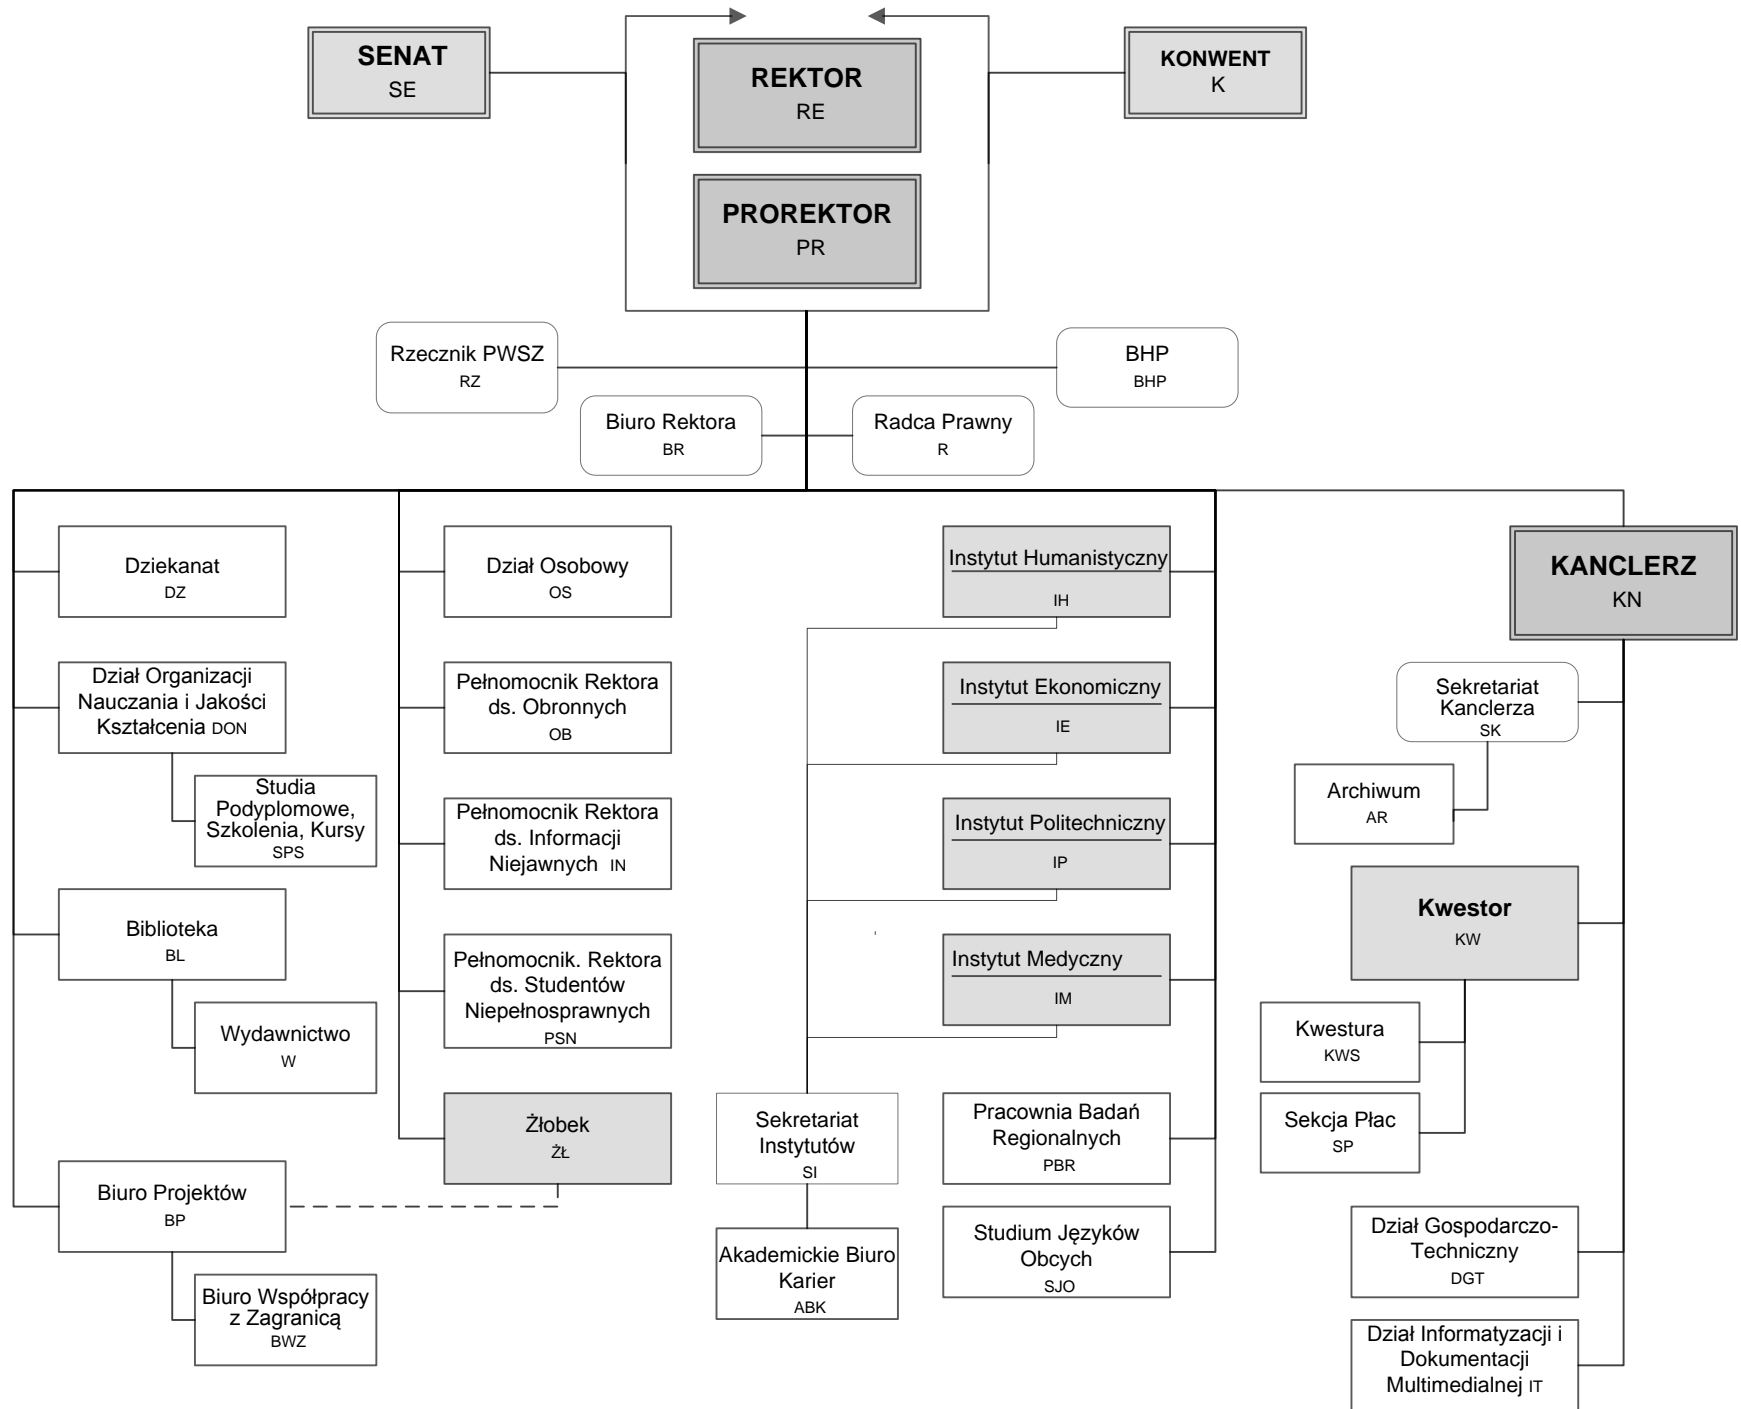 SENAT
SE
REKTOR
RE
KONWENT
K
PROREKTOR
PR
Rzecznik PWSZ
RZ
BHP
BHP
Biuro Rektora
BR
Radca Prawny
R
Dziekanat
DZ
Dział Organizacji
Nauczania i Jakości
Kształcenia DON
Studia
Podyplomowe,
Szkolenia, Kursy
SPS
Biblioteka
BL
Wydawnictwo
W
Biuro Projektów
BP
Biuro Współpracy
z Zagranicą
BWZ
Dział Osobowy
OS
Pełnomocnik Rektora
ds. Obronnych
OB
Pełnomocnik Rektora
ds. Informacji
Niejawnych IN
Pełnomocnik. Rektora
ds. Studentów
Niepełnosprawnych
PSN
Żłobek
ŻŁ
Instytut Humanistyczny
IH
Instytut Ekonomiczny
IE
Instytut Politechniczny
IP
Instytut Medyczny
IM
Sekretariat
Instytutów
SI
Akademickie Biuro
Karier
ABK
Pracownia Badań
Regionalnych
PBR
Studium Języków
Obcych
SJO
KANCLERZ
KN
Sekretariat
Kanclerza
SK
Archiwum
AR
Kwestor
KW
Kwestura
KWS
Sekcja Płac
SP
Dział Gospodarczo-
Techniczny
DGT
Dział Informatyzacji i
Dokumentacji
Multimedialnej IT